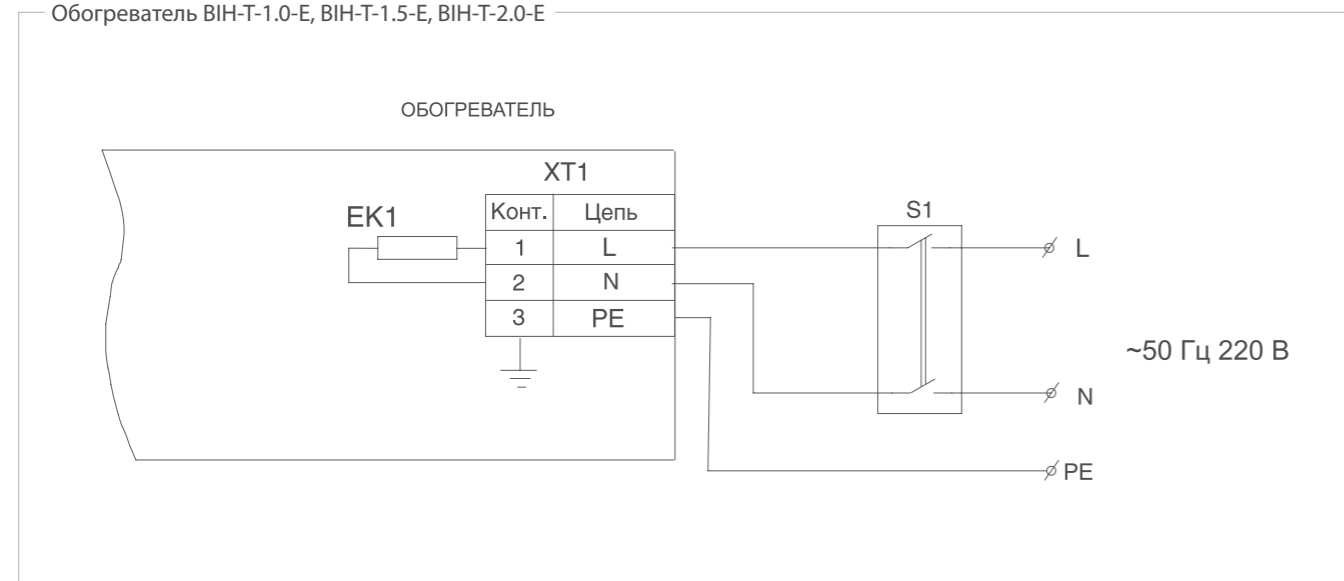 Обогреватель BIH-T-1.0-E, BIH-T-1.5-E, BIH-T-2.0-E
ОБОГРЕВАТЕЛЬ
XT1
EK1
Конт. Цепь
S1
1 L
L
2 N
3 PE
~50 Гц 220 В
N
PE